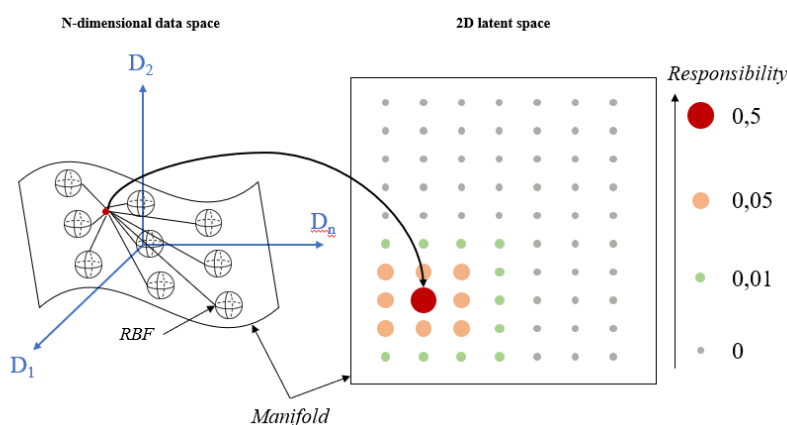 N-dimensional data space
2D latent space
D2
Responsibility
0,5
0,05
Dn
0,01
RBF
0
D1
Manifold